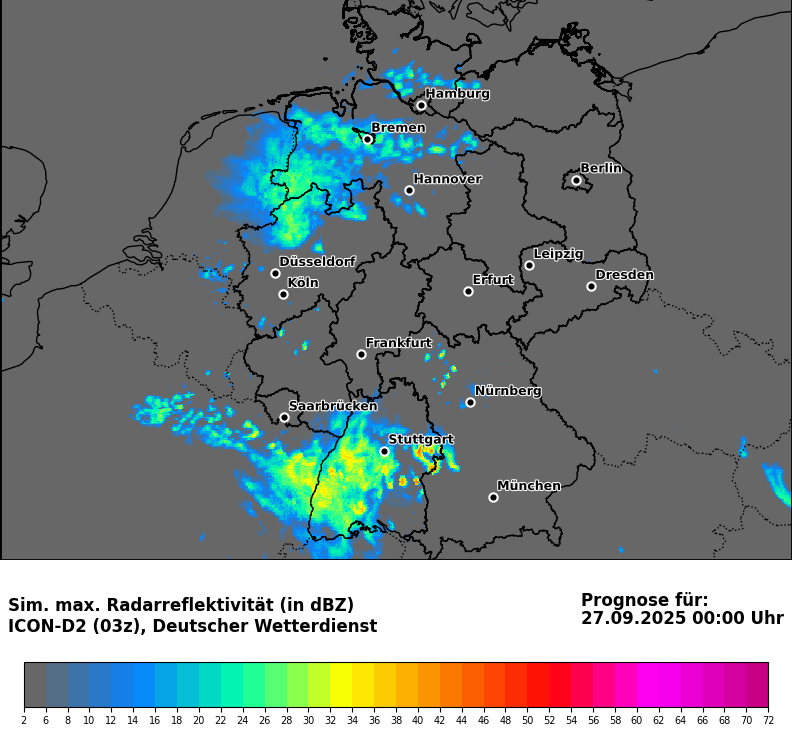 Hamburg
Bremen
Berlin
Hannover
Leipzig
Düsseldorf
Dresden
Köln
Erfurt
Frankfurt
Nürnberg
Saarbrücken
Stuttgart
München
Sim. max. Radarreflektivität (in dBZ)
ICON-D2 (03z), Deutscher Wetterdienst
Prognose für:
27.09.2025 00:00 Uhr
2 6 8 10 12 14 16 18 20 22 24 26 28 30 32 34 36 38 40 42 44 46 48 50 52 54 56 58 60 62 64 66 68 70 72